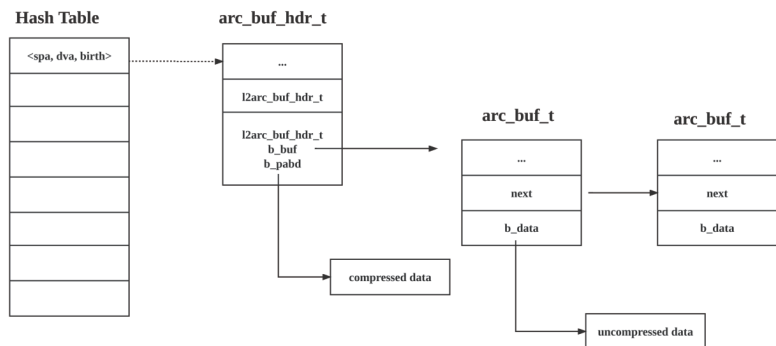 Hash Table
<spa, dva, birth>
arc_buf_hdr_t
...
l2arc_buf_hdr_t
l2arc_buf_hdr_t
b_buf
b_pabd
compressed data
arc_buf_t
...
next
b_data
uncompressed data
arc_buf_t
...
next
b_data